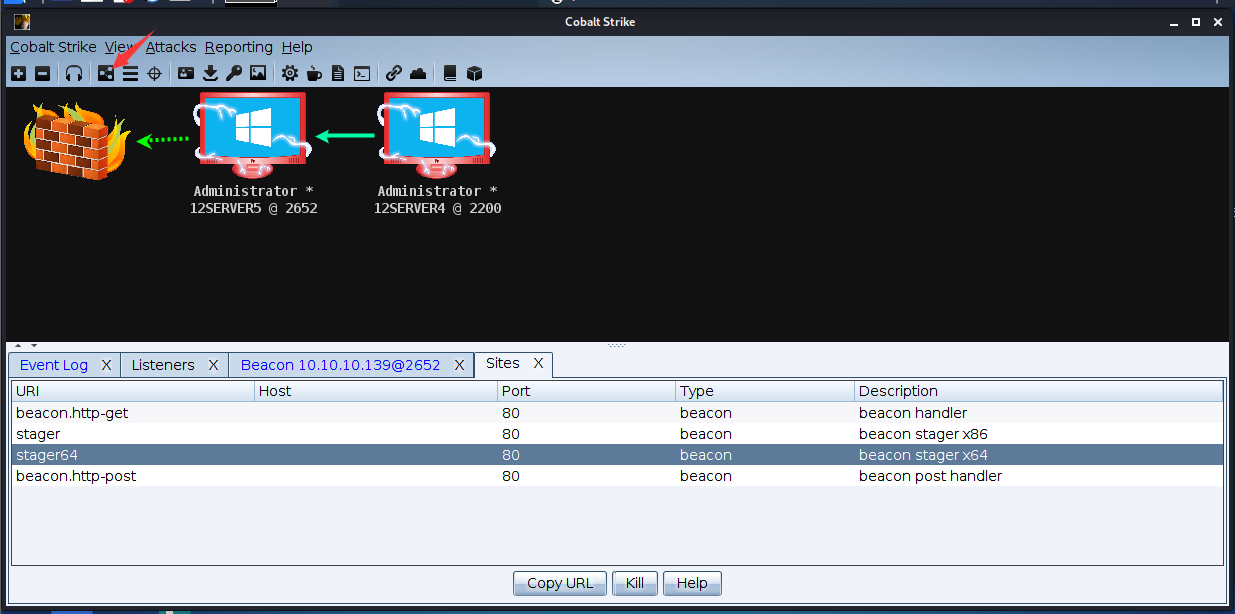 Cobalt Strike
Cobalt Strike View Attacks Reporting Help
Administrator * Administrator *
12SERVER5 @ 2652 12SERVER4 @ 2200
Event Log X Listeners X Beacon 10.10.10.139@2652 X Sites X
URI Host Port Type Description
beacon.http-get 80 beacon beacon handler
stager 80 beacon beacon stager x86
stager64 80 beacon beacon stager x64
beacon.http-post 80 beacon beacon post handler
Copy URL Kill Help